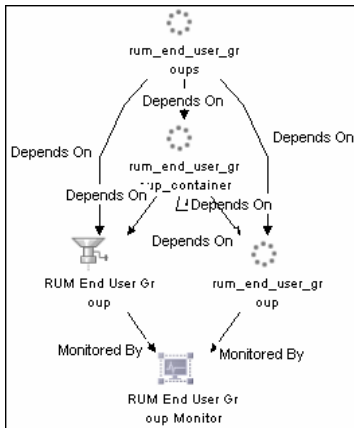 rum_end_user_gr
oups
Depends On
Depends On
Depends On
rum_end_user_gr
oup_container
Depends On
Depends On
Depends On
RUM End User Gr
oup
rum_end_user_gr
oup
Monitored By
Monitored By
RUM End User Gr
oup Monitor